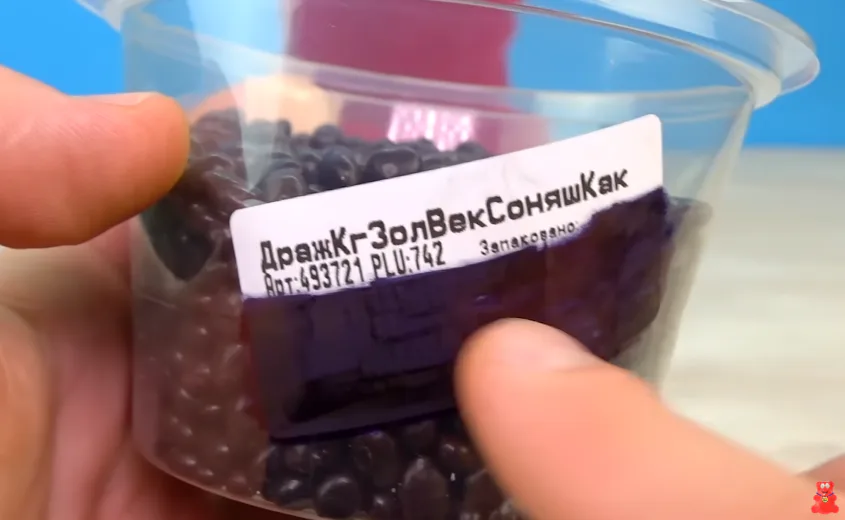 ДражКгЗолВекСоняшКак
Арт:493721 PLU:742 Запаковано: